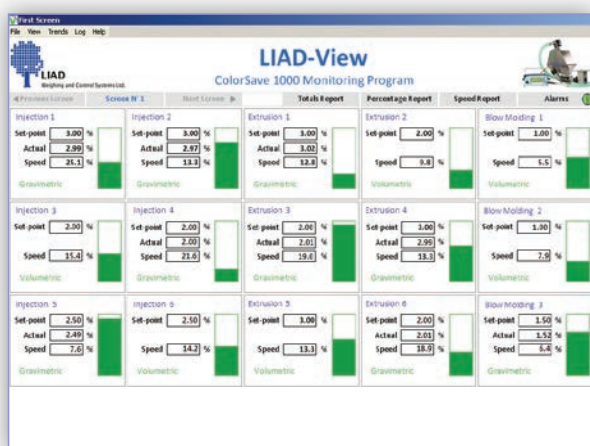 First Screen
File View Trends Log Help
LIAD
Weighing and Control Systems Ltd.
LIAD-View
ColorSave 1000 Monitoring Program
Previous Screen Screen N° 1 Next Screen Totals Report Percentage Report Speed Report Alarms
Injection 1 Injection 2 Extrusion 1 Extrusion 2 Blow Molding 1
Set-point 3.00 % Set-point 3.00 % Set-point 3.00 % Set-point 2.00 % Set-point 1.00 %
Actual 2.99 % Actual 2.97 % Actual 3.02 %
Speed 25.1 % Speed 13.3 % Speed 12.8 % Speed 9.8 % Speed 5.5 %
Gravimetric Gravimetric Gravimetric Volumetric Volumetric
Injection 3 Injection 4 Extrusion 3 Extrusion 4 Blow Molding 2
Set-point 2.00 % Set-point 2.00 % Set-point 2.00 % Set-point 3.00 % Set-point 1.00 %
Actual 2.00 % Actual 2.01 % Actual 2.99 %
Speed 15.4 % Speed 21.6 % Speed 19.0 % Speed 13.3 % Speed 7.9 %
Volumetric Gravimetric Gravimetric Gravimetric Volumetric
Injection 5 Injection 6 Extrusion 5 Extrusion 6 Blow Molding 3
Set-point 2.50 % Set-point 2.50 % Set-point 3.00 % Set-point 2.00 % Set-point 1.50 %
Actual 2.49 % Actual 2.01 % Actual 1.52 %
Speed 7.6 % Speed 14.2 % Speed 13.3 % Speed 18.9 % Speed %
Gravimetric Volumetric Volumetric Gravimetric Gravimetric